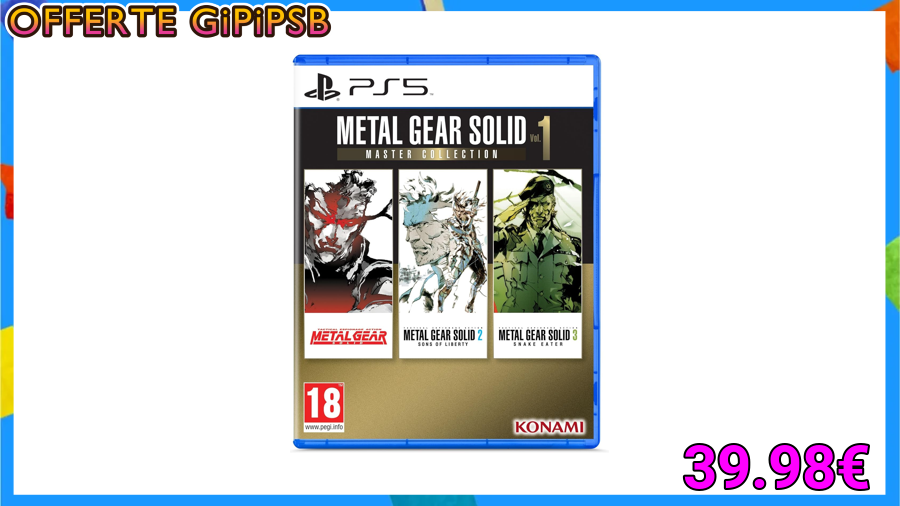 OFFERTE GiPiPSB
PS5
METAL GEAR SOLID Vol. 1
MASTER COLLECTION
METAL GEAR
SOLID
METAL GEAR SOLID 2
SONS OF LIBERTY
METAL GEAR SOLID 3
SNAKE EATER
18
www.pegi.info
KONAMI
39.98€